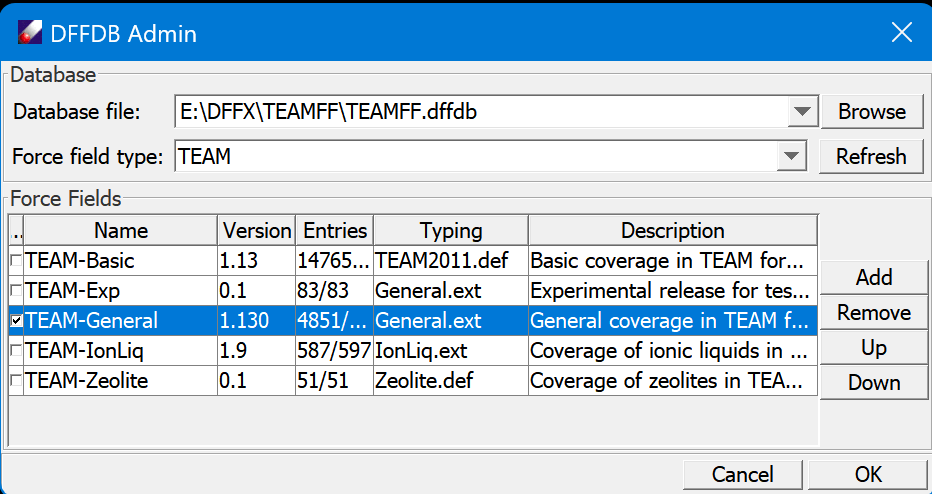 DFFDB Admin
Database
Database file: E:\DFFX\TEAMFF\TEAMFF.dffdb Browse
Force field type: TEAM Refresh
Force Fields
... Name Version Entries Typing Description
TEAM-Basic 1.13 14765... TEAM2011.def Basic coverage in TEAM for...
TEAM-Exp 0.1 83/83 General.ext Experimental release for tes...
TEAM-General 1.130 4851/... General.ext General coverage in TEAM f...
TEAM-IonLiq 1.9 587/597 IonLiq.ext Coverage of ionic liquids in ...
TEAM-Zeolite 0.1 51/51 Zeolite.def Coverage of zeolites in TEA...
Add
Remove
Up
Down
Cancel OK